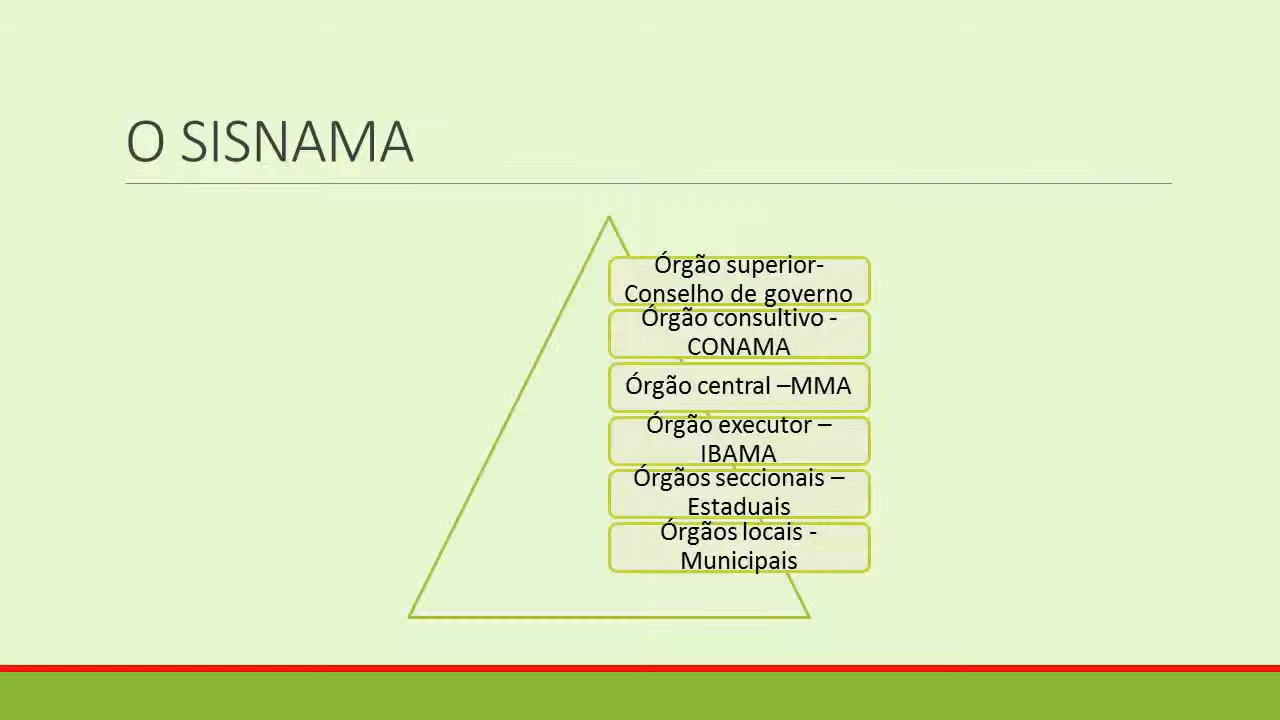 O SISNAMA
Órgão superior-
Conselho de governo
Órgão consultivo -
CONAMA
Órgão central –MMA
Órgão executor –
IBAMA
Órgãos seccionais –
Estaduais
Órgãos locais -
Municipais